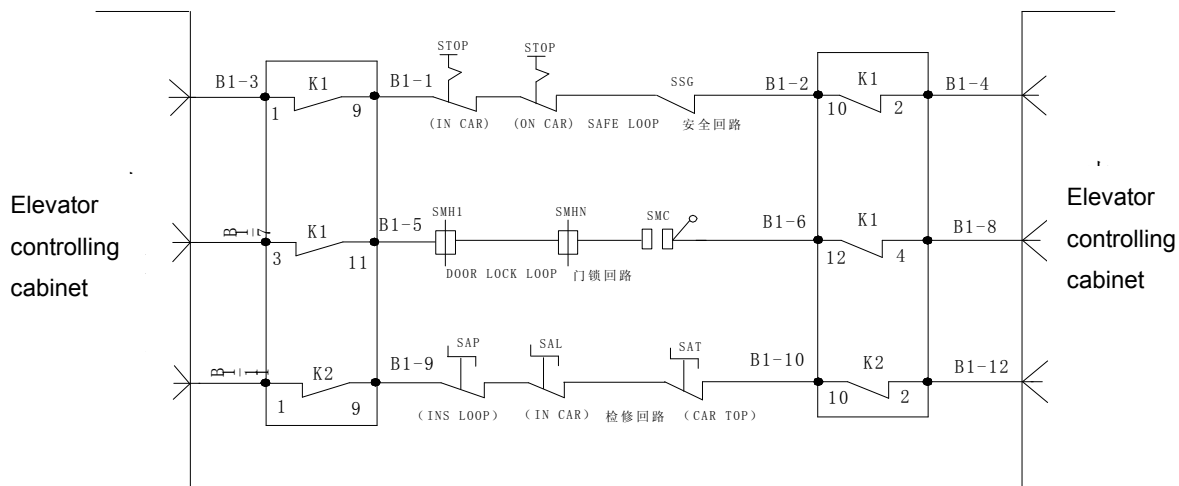 STOP STOP
B1-3 K1 B1-1 SSG B1-2 K1 B1-4
1 9 (IN CAR) (ON CAR) SAFE LOOP 安全回路 10 2
Elevator
controlling
cabinet
Elevator
controlling
cabinet
B1-7 K1 B1-5 SMH1 SMHN SMC B1-6 K1 B1-8
3 11 DOOR LOCK LOOP 门锁回路 12 4
B1-11 K2 B1-9 SAP SAL SAT B1-10 K2 B1-12
1 9 (INS LOOP) (IN CAR) 检修回路 (CAR TOP) 10 2